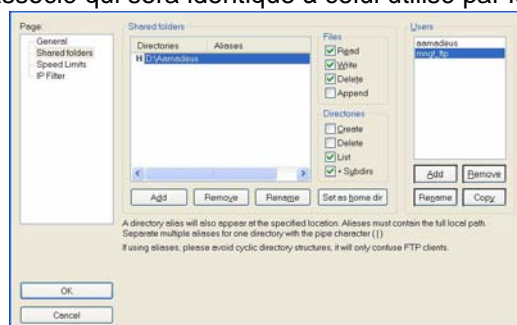 associé qui sera identique à celui utilisé par
Page:
General
Shared folders
Speed Limits
IP Filter
Shared folders
Directories Aliases
H D:\Aamadeus
Files
Read
Write
Delete
Append
Directories
Create
Delete
List
+ Subdirs
Add
Remove
Rename
Set as home dir
Users
aamadeus
Add
Remove
Rename
Copy
A directory alias will also appear at the specified location. Aliases must contain the full local path.
Separate multiple aliases for one directory with the pipe character ( | )
If using aliases, please avoid cyclic directory structures, it will only confuse FTP clients.
OK
Cancel